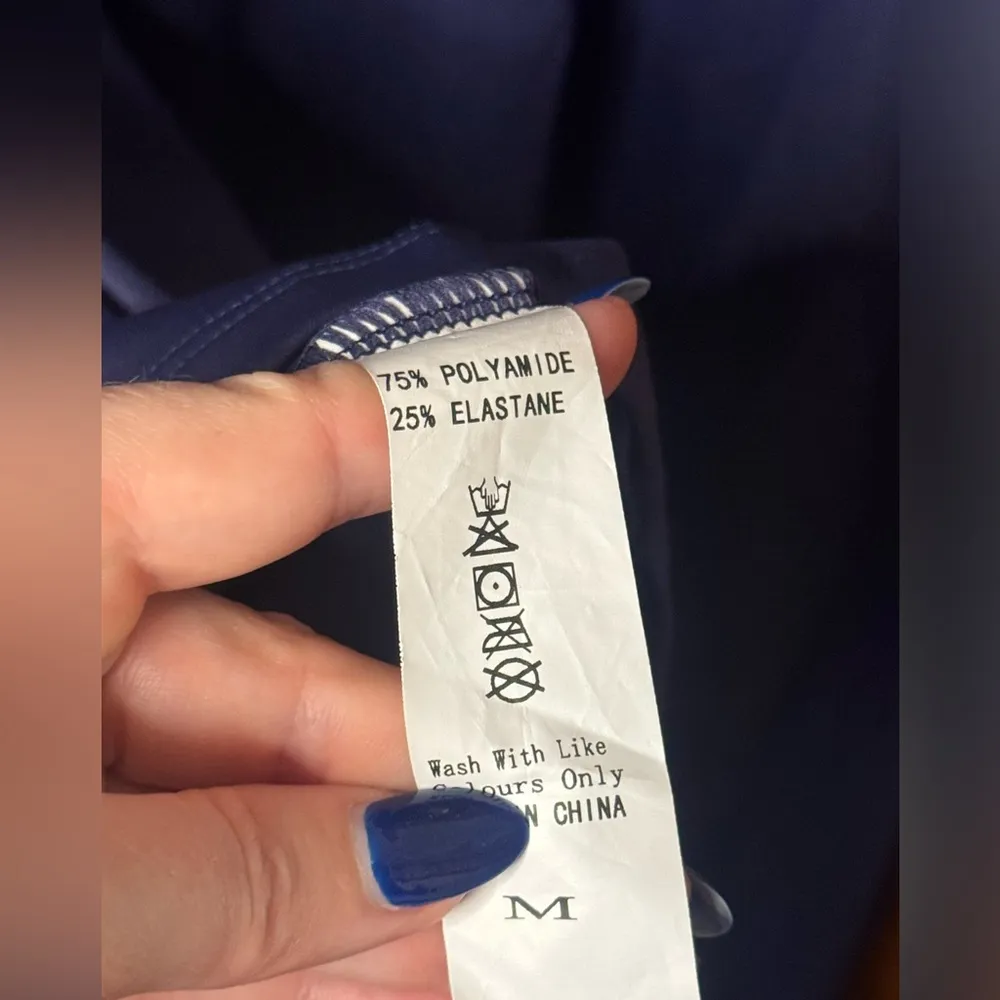 75% POLYAMIDE
25% ELASTANE
Wash With Like
Colours Only
CHINA
M